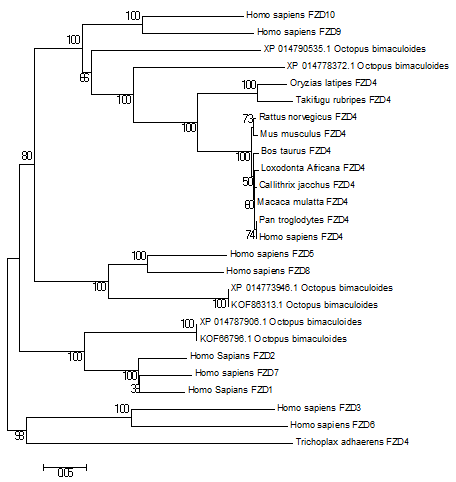 100 Homo sapiens FZD10
Homo sapiens FZD9
100
XP 014790535.1 Octopus bimaculoides
66
XP 014778372.1 Octopus bimaculoides
100
100 Oryzias latipes FZD4
Takifugu rubripes FZD4
100
73 Rattus norvegicus FZD4
Mus musculus FZD4
Bos taurus FZD4
100
80
Loxodonta Africana FZD4
50 Callithrix jacchus FZD4
60 Macaca mulatta FZD4
Pan troglodytes FZD4
74 Homo sapiens FZD4
100 Homo sapiens FZD5
Homo sapiens FZD8
100
XP 014773946.1 Octopus bimaculoides
100 KOF86313.1 Octopus bimaculoides
100 XP 014787906.1 Octopus bimaculoides
KOF66796.1 Octopus bimaculoides
100
Homo Sapiens FZD2
100 Homo sapiens FZD7
Homo Sapiens FZD1
100 Homo sapiens FZD3
Homo sapiens FZD6
Trichoplax adhaerens FZD4
0.05